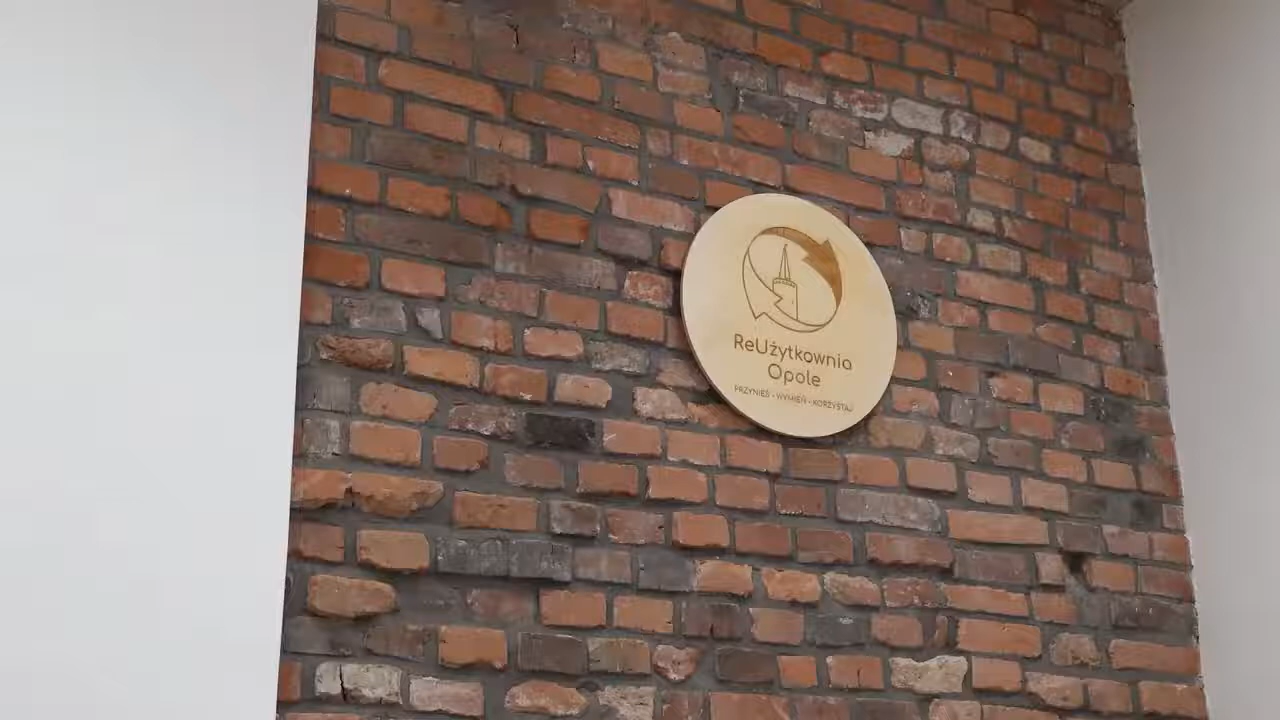 ReUżytkownia
Opole
PRZYNIEŚ • WYMIEŃ • KORZYSTAJ